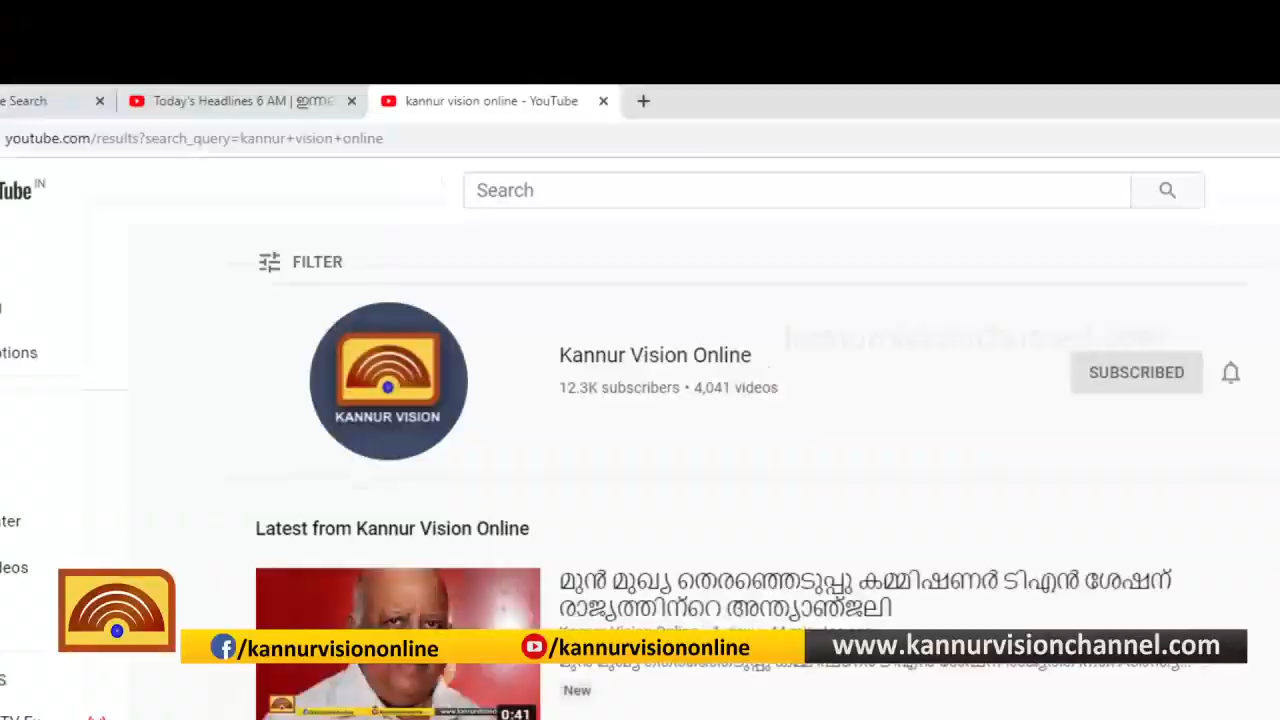 e Search
Today's Headlines 6 AM | ഇന്നത്തെ
kannur vision online - YouTube
youtube.com/results?search_query=kannur+vision+online
Tube IN
Search
FILTER
KANNUR VISION
Kannur Vision Online
12.3K subscribers • 4,041 videos
SUBSCRIBED
Latest from Kannur Vision Online
മുൻ മുഖ്യ തെരഞ്ഞെടുപ്പു കമ്മിഷണർ ടിഎൻ ശേഷന്
രാജ്യത്തിന്റെ അന്ത്യാഞ്ജലി
/kannurvisiononline
/kannurvisiononline
www.kannurvisionchannel.com
New
0:41